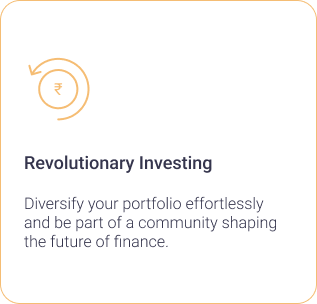 ₹
Revolutionary Investing
Diversify your portfolio effortlessly
and be part of a community shaping
the future of finance.